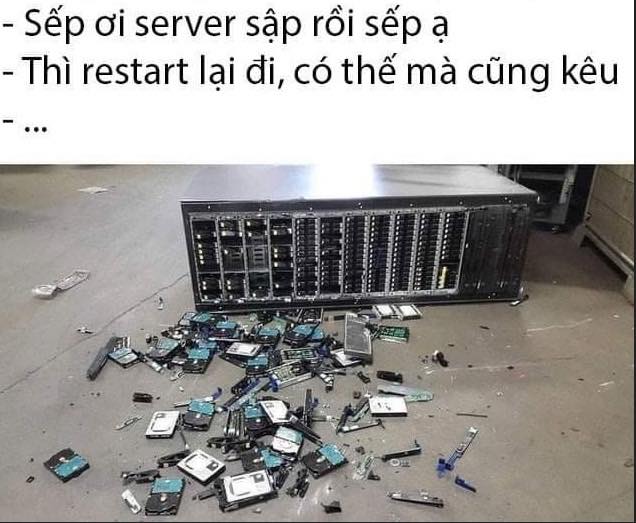 - Sếp ơi server sập rồi sếp ạ
- Thì restart lại đi, có thế mà cũng kêu
- ...